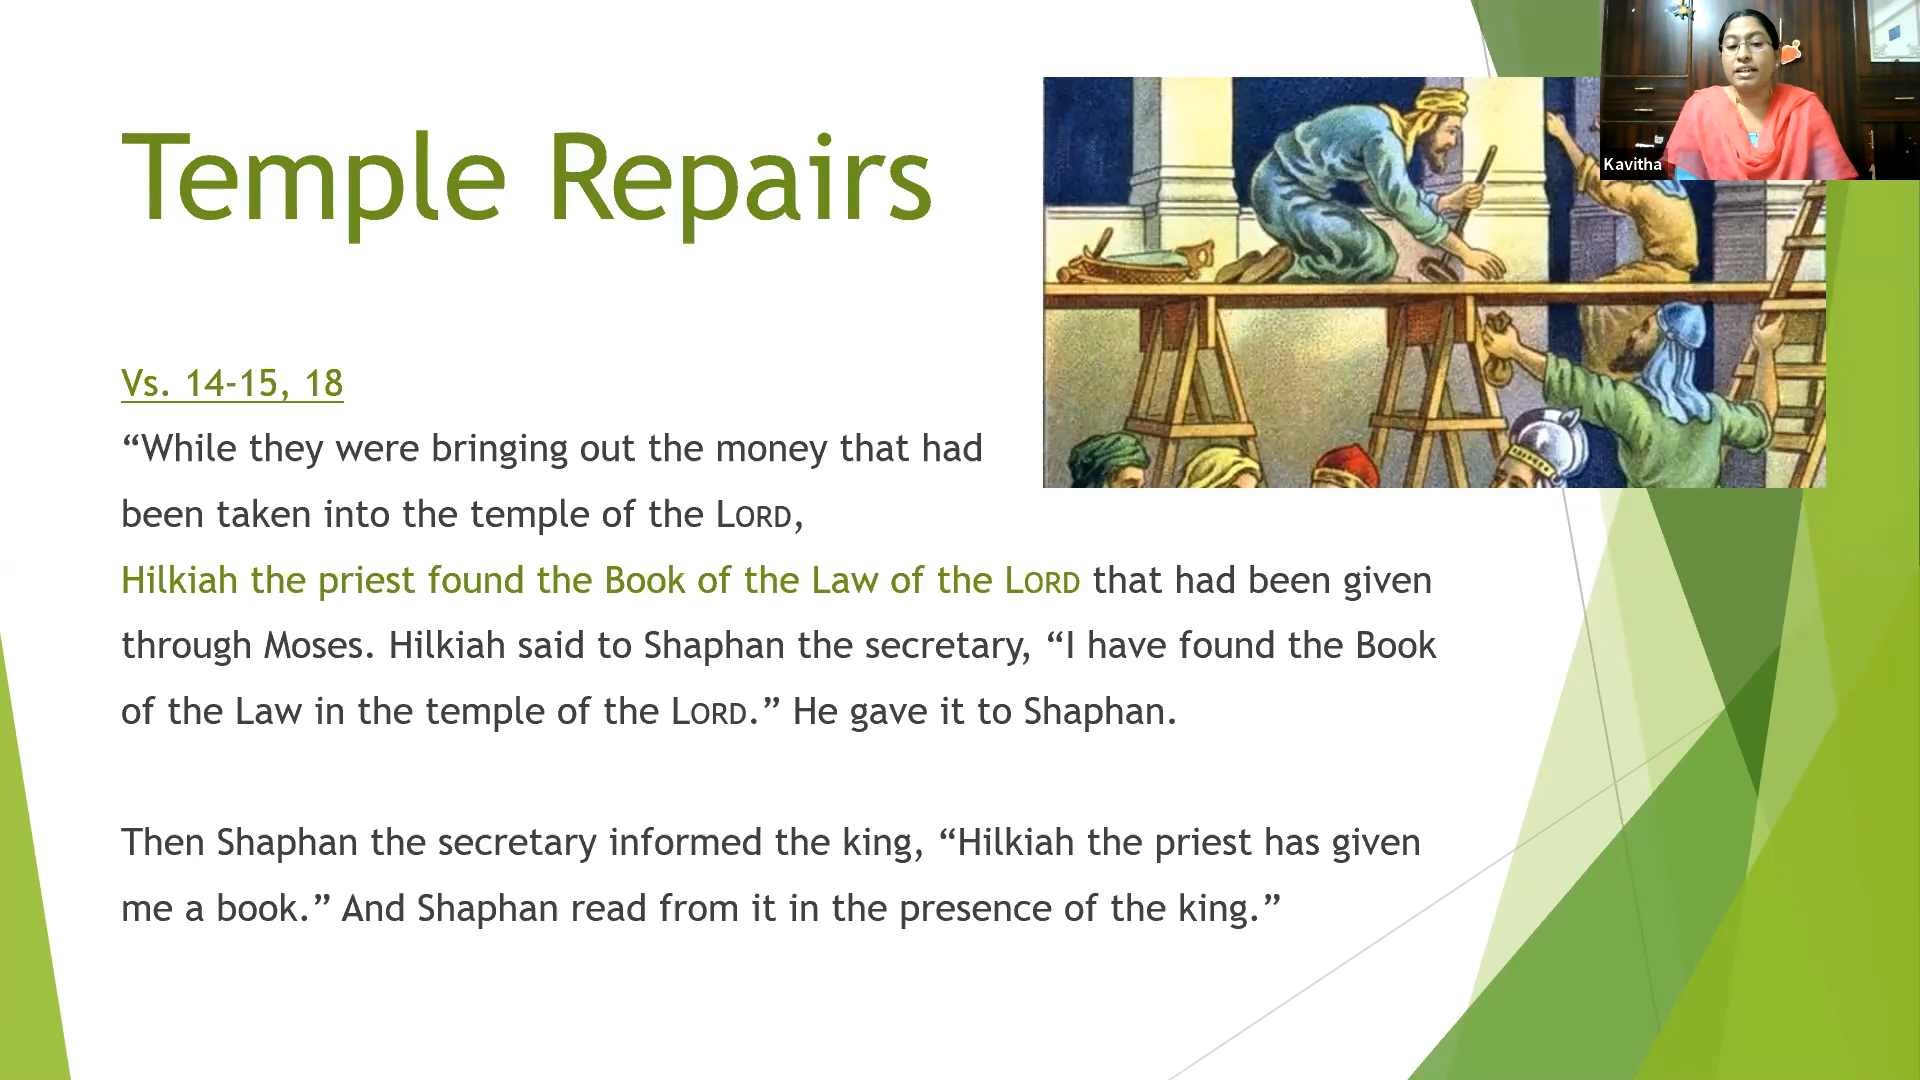 Temple Repairs
Kavitha
Vs. 14-15, 18
“While they were bringing out the money that had
been taken into the temple of the LORD,
Hilkiah the priest found the Book of the Law of the LORD that had been given
through Moses. Hilkiah said to Shaphan the secretary, “I have found the Book
of the Law in the temple of the LORD.” He gave it to Shaphan.
Then Shaphan the secretary informed the king, “Hilkiah the priest has given
me a book.” And Shaphan read from it in the presence of the king.”